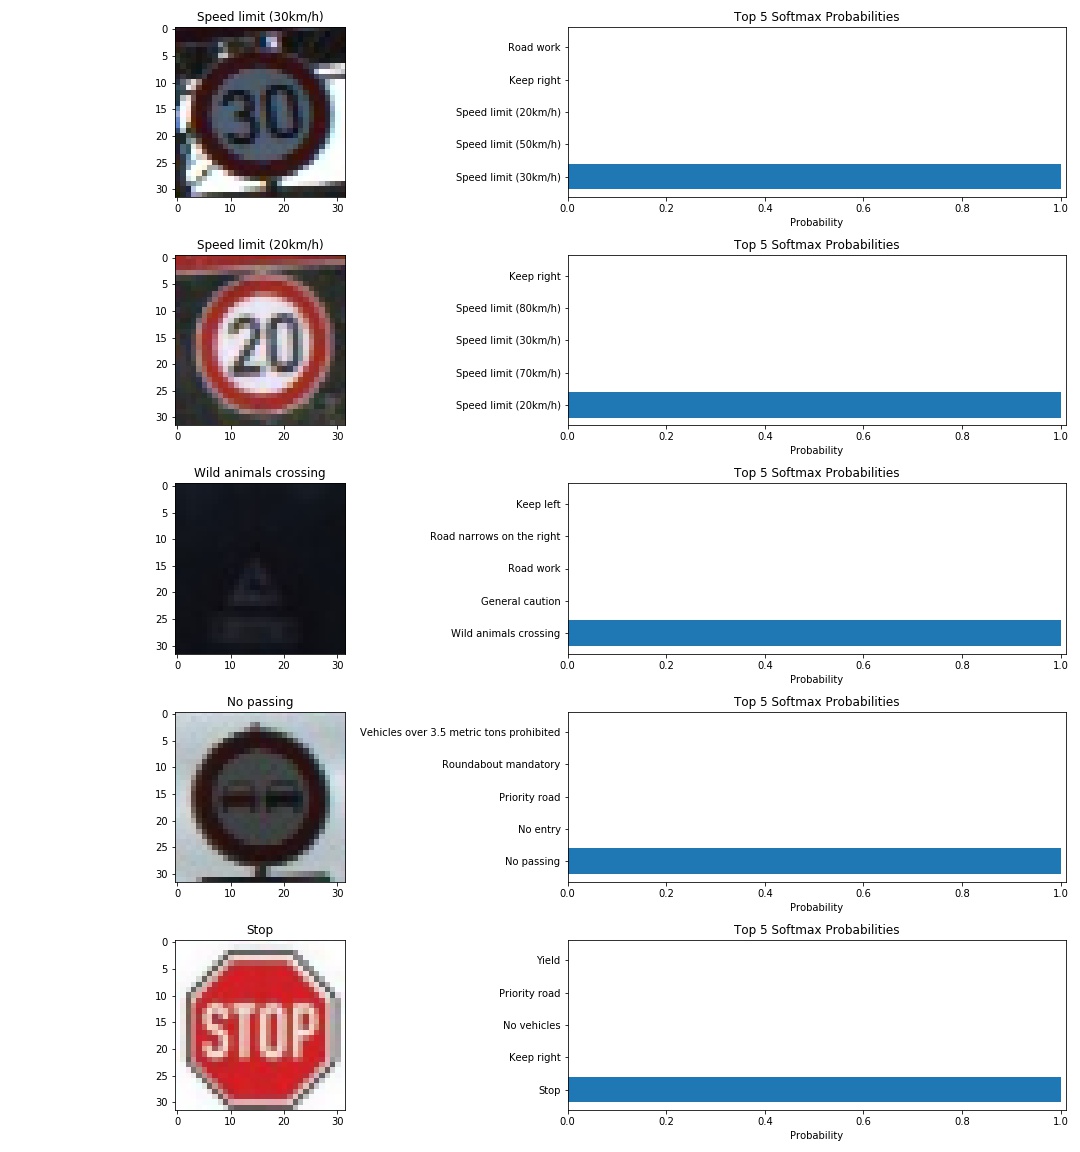 Speed limit (30km/h)
0
5
10
15
20
25
30
30
0 10 20 30
Top 5 Softmax Probabilities
Road work
Keep right
Speed limit (20km/h)
Speed limit (50km/h)
Speed limit (30km/h)
0.0 0.2 0.4 0.6 0.8 1.0
Probability
Speed limit (20km/h)
0
5
10
15
20
25
30
20
0 10 20 30
Top 5 Softmax Probabilities
Keep right
Speed limit (80km/h)
Speed limit (30km/h)
Speed limit (70km/h)
Speed limit (20km/h)
0.0 0.2 0.4 0.6 0.8 1.0
Probability
Wild animals crossing
0
5
10
15
20
25
30
0 10 20 30
Top 5 Softmax Probabilities
Keep left
Road narrows on the right
Road work
General caution
Wild animals crossing
0.0 0.2 0.4 0.6 0.8 1.0
Probability
No passing
0
5
10
15
20
25
30
0 10 20 30
Top 5 Softmax Probabilities
Vehicles over 3.5 metric tons prohibited
Roundabout mandatory
Priority road
No entry
No passing
0.0 0.2 0.4 0.6 0.8 1.0
Probability
Stop
0
5
10
15
20
25
30
STOP
0 10 20 30
Top 5 Softmax Probabilities
Yield
Priority road
No vehicles
Keep right
Stop
0.0 0.2 0.4 0.6 0.8 1.0
Probability